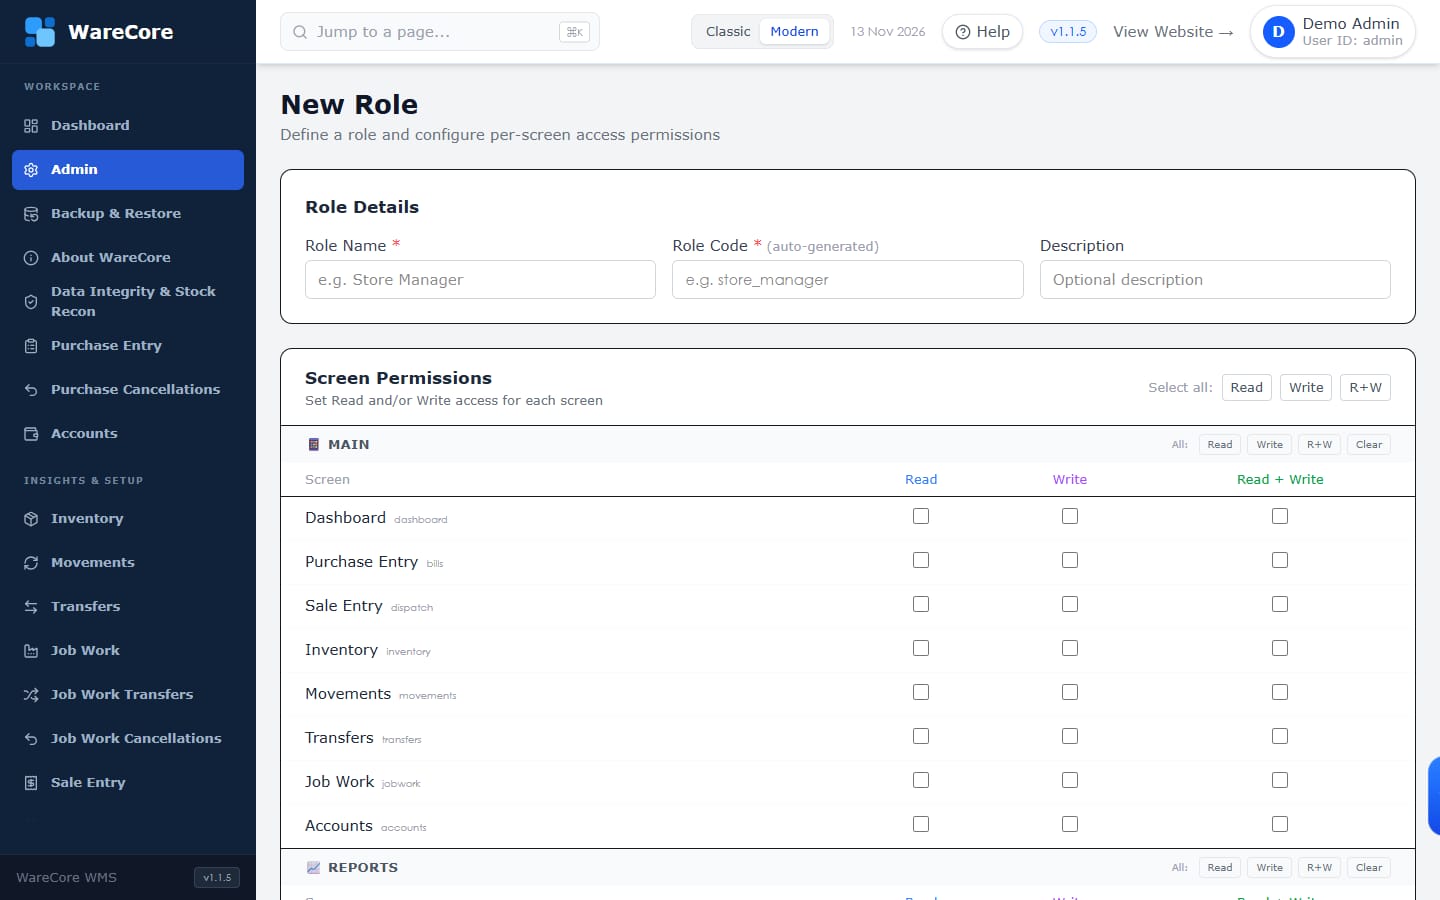 WareCore
WORKSPACE
Dashboard
Admin
Backup & Restore
About WareCore
Data Integrity & Stock
Recon
Purchase Entry
Purchase Cancellations
Accounts
INSIGHTS & SETUP
Inventory
Movements
Transfers
Job Work
Job Work Transfers
Job Work Cancellations
Sale Entry
WareCore WMS
v1.1.5
Jump to a page...
⌘K
Classic
Modern
13 Nov 2026
Help
v1.1.5
View Website →
D
Demo Admin
User ID: admin
New Role
Define a role and configure per-screen access permissions
Role Details
Role Name *
Role Code * (auto-generated)
Description
e.g. Store Manager
e.g. store_manager
Optional description
Screen Permissions
Set Read and/or Write access for each screen
Select all: Read Write R+W
MAIN
All: Read Write R+W Clear
Screen Read Write Read + Write
Dashboard dashboard
Purchase Entry bills
Sale Entry dispatch
Inventory inventory
Movements movements
Transfers transfers
Job Work jobwork
Accounts accounts
REPORTS
All: Read Write R+W Clear